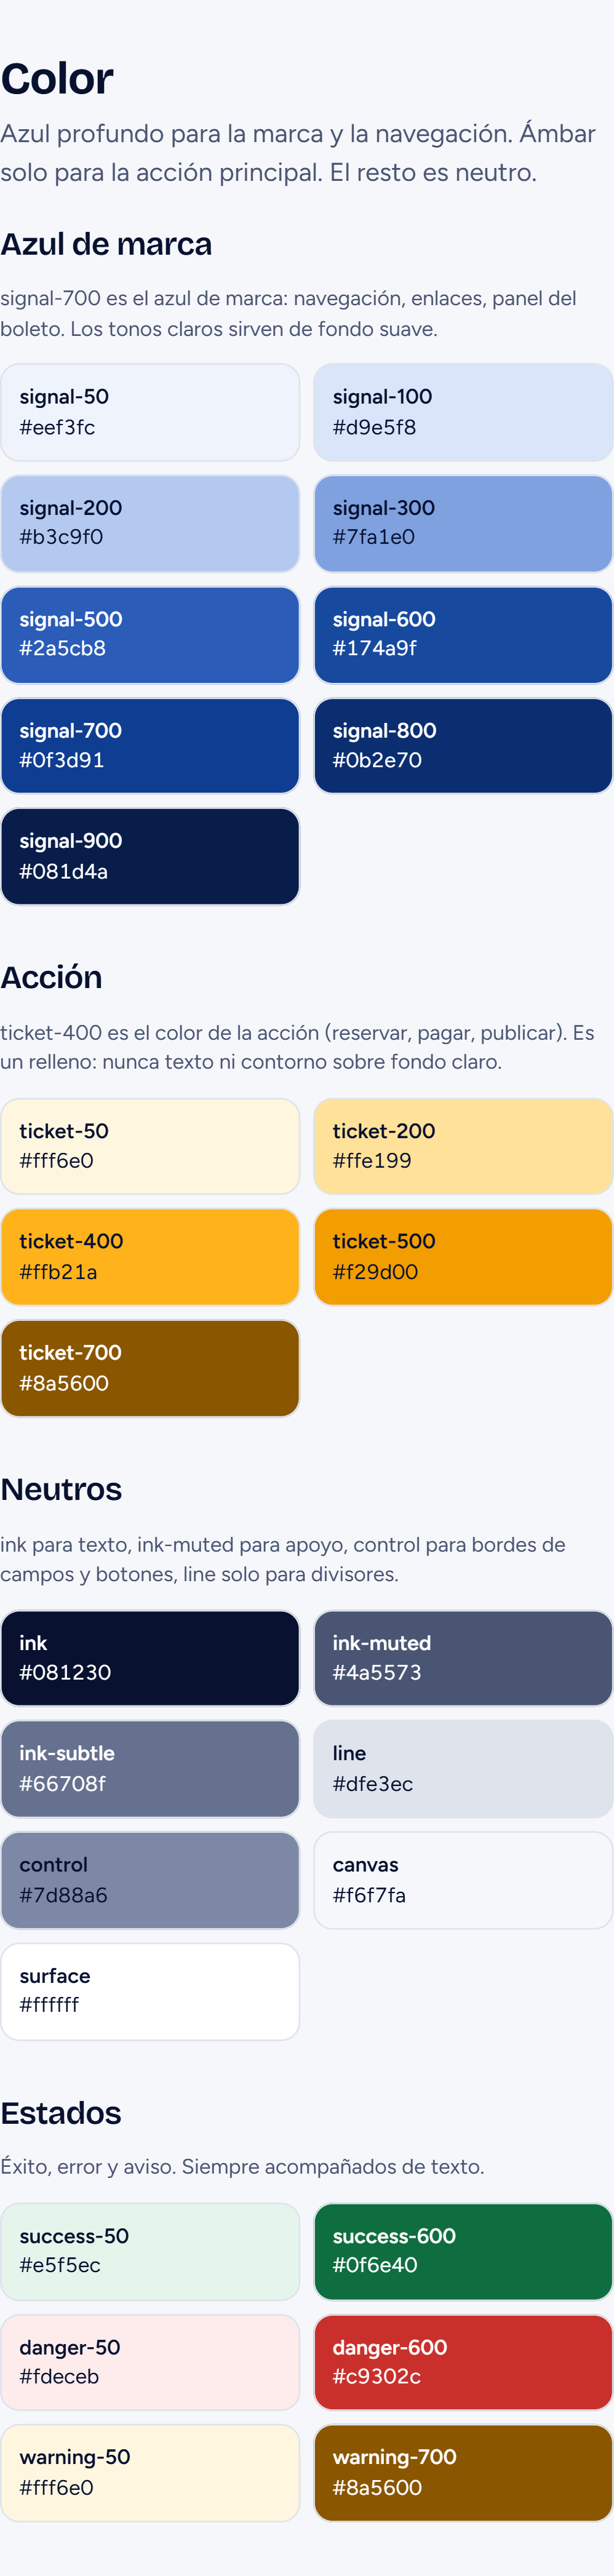 Color
Azul profundo para la marca y la navegación. Ámbar
solo para la acción principal. El resto es neutro.
Azul de marca
signal-700 es el azul de marca: navegación, enlaces, panel del
boleto. Los tonos claros sirven de fondo suave.
signal-50
#eef3fc
signal-100
#d9e5f8
signal-200
#b3c9f0
signal-300
#7fa1e0
signal-500
#2a5cb8
signal-600
#174a9f
signal-700
#0f3d91
signal-800
#0b2e70
signal-900
#081d4a
Acción
ticket-400 es el color de la acción (reservar, pagar, publicar). Es
un relleno: nunca texto ni contorno sobre fondo claro.
ticket-50
#fff6e0
ticket-200
#ffe199
ticket-400
#ffb21a
ticket-500
#f29d00
ticket-700
#8a5600
Neutros
ink para texto, ink-muted para apoyo, control para bordes de
campos y botones, line solo para divisores.
ink
#081230
ink-muted
#4a5573
ink-subtle
#66708f
line
#dfe3ec
control
#7d88a6
canvas
#f6f7fa
surface
#ffffff
Estados
Éxito, error y aviso. Siempre acompañados de texto.
success-50
#e5f5ec
success-600
#0f6e40
danger-50
#fdeceb
danger-600
#c9302c
warning-50
#fff6e0
warning-700
#8a5600